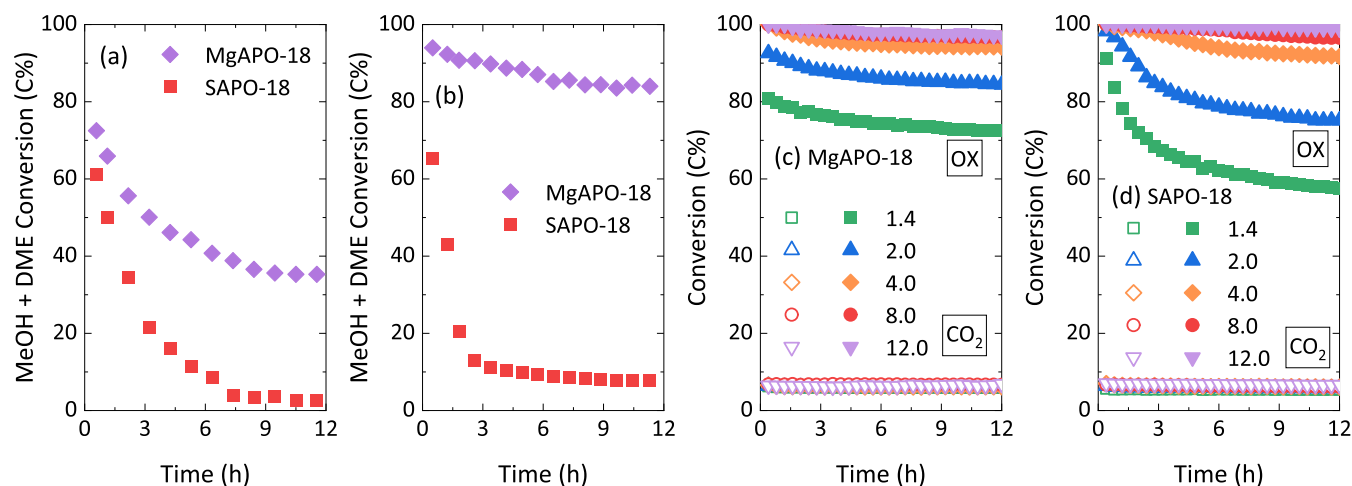 MeOH + DME Conversion (C%)
100
80
60
40
20
0
(a)
MgAPO-18
SAPO-18
0 3 6 9 12
Time (h)
MeOH + DME Conversion (C%)
100
80
60
40
20
0
(b)
MgAPO-18
SAPO-18
0 3 6 9 12
Time (h)
Conversion (C%)
100
80
60
40
20
0
(c) MgAPO-18
OX
1.4
2.0
4.0
8.0
12.0
CO₂
0 3 6 9 12
Time (h)
Conversion (C%)
100
80
60
40
20
0
OX
(d) SAPO-18
1.4
2.0
4.0
8.0
12.0
CO₂
0 3 6 9 12
Time (h)